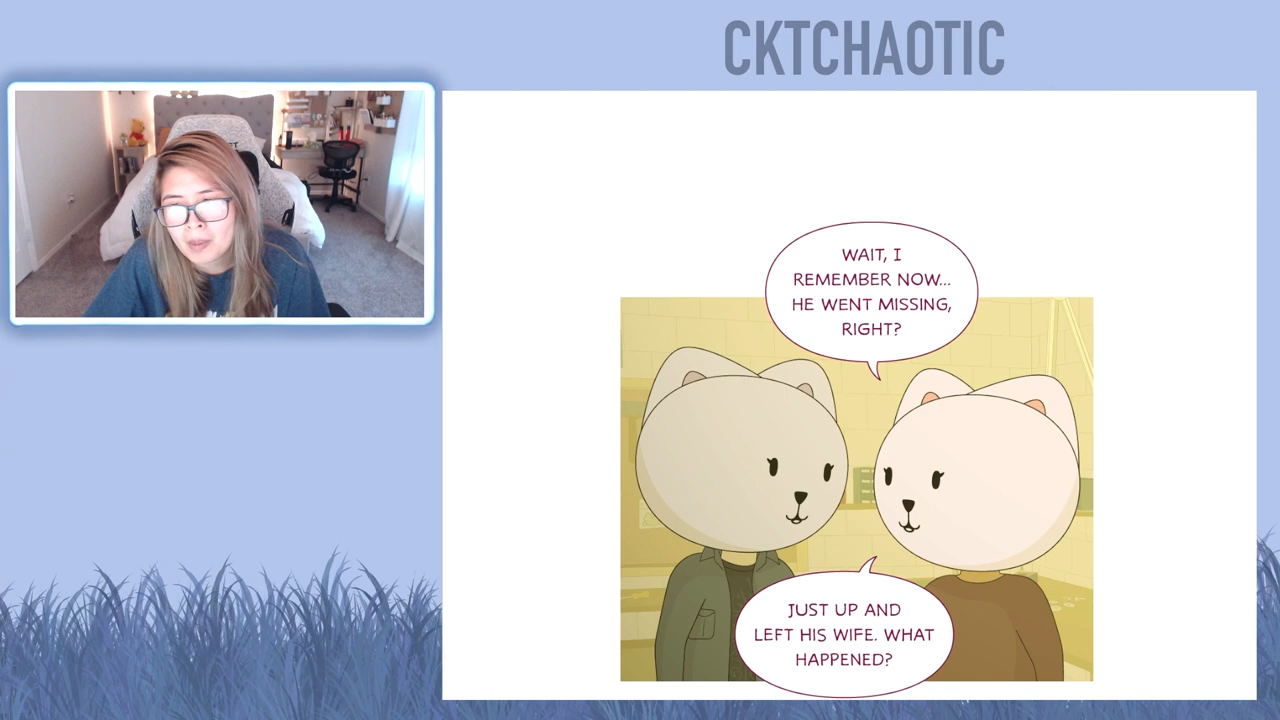 CKTCHAOTIC
WAIT, I
REMEMBER NOW...
HE WENT MISSING,
RIGHT?
JUST UP AND
LEFT HIS WIFE. WHAT
HAPPENED?